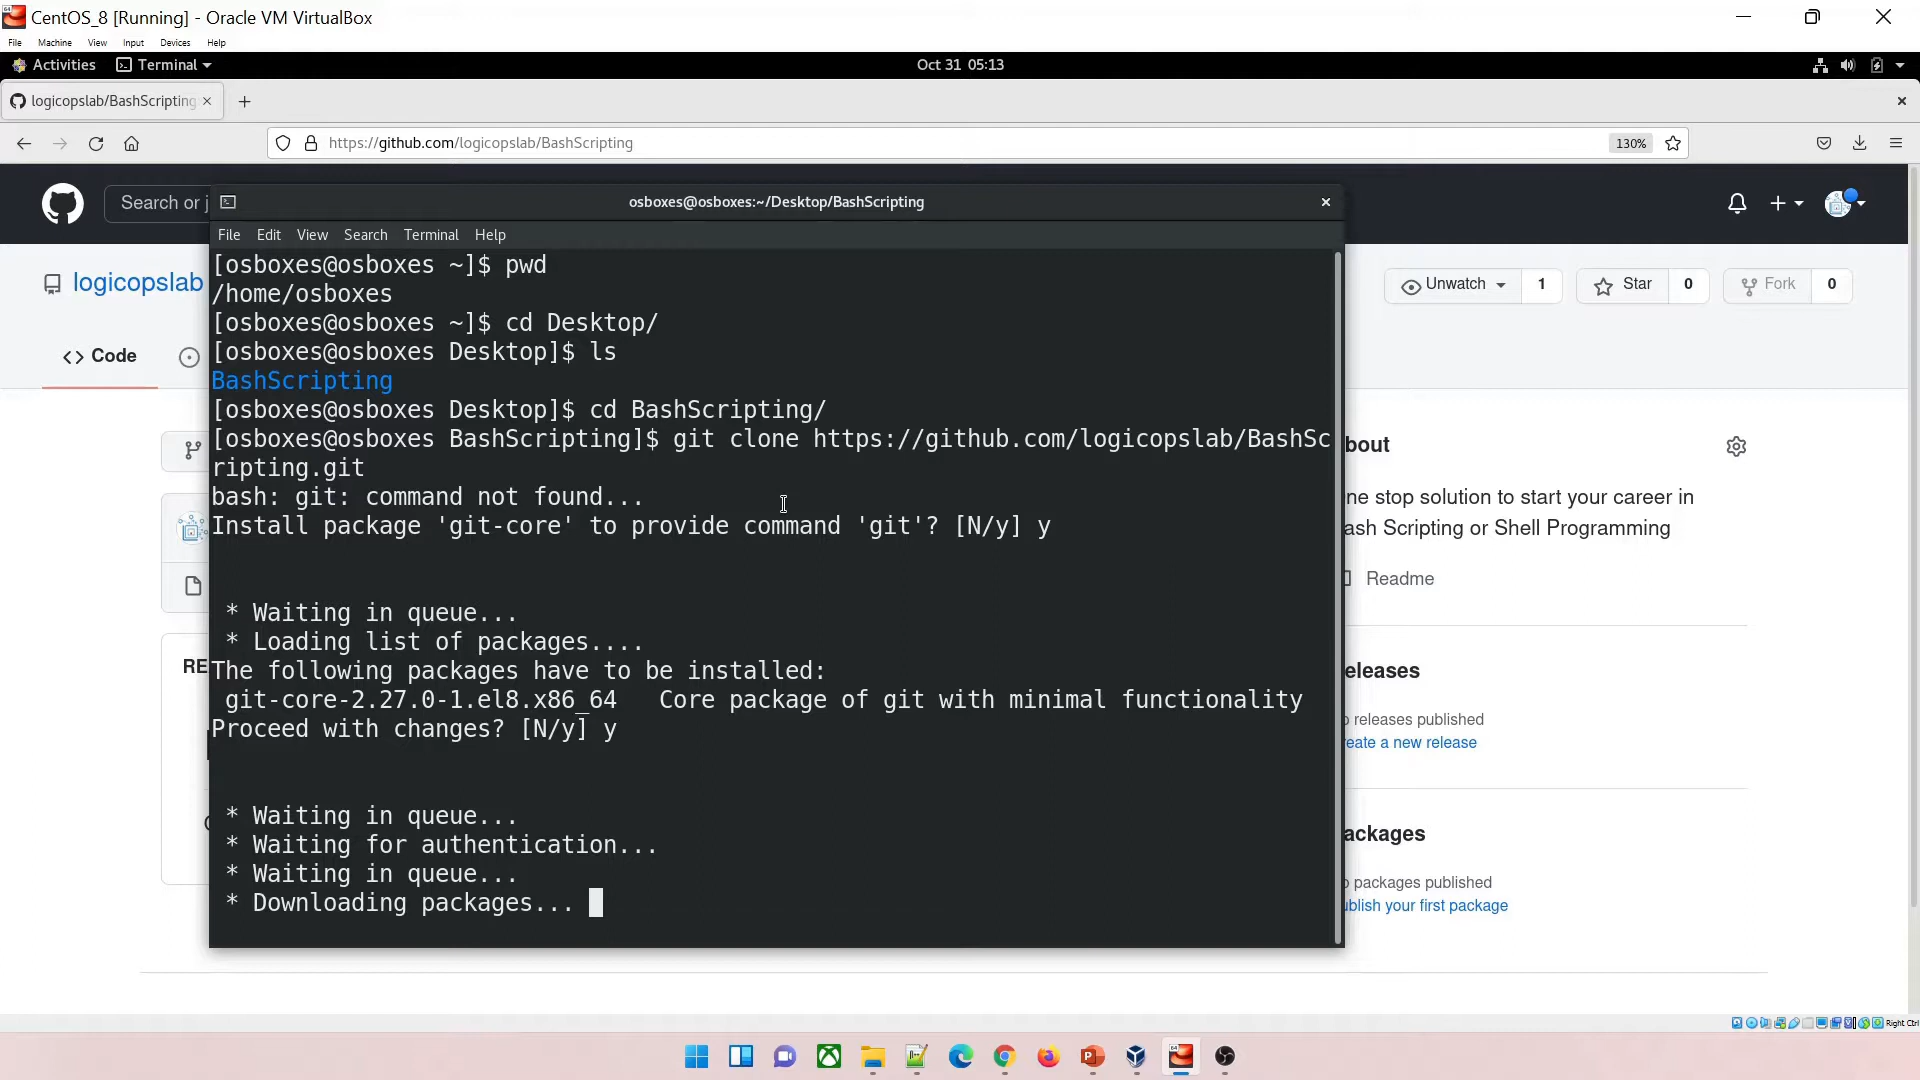 CentOS_8 [Running] - Oracle VM VirtualBox
File Machine View Input Devices Help
Activities Terminal Oct 31 05:13
logicopslab/BashScripting
https://github.com/logicopslab/BashScripting 130%
Search or j
osboxes@osboxes:~/Desktop/BashScripting
File Edit View Search Terminal Help
logicopslab
Unwatch 1 Star 0 Fork 0
Code
[osboxes@osboxes ~]$ pwd
/home/osboxes
[osboxes@osboxes ~]$ cd Desktop/
[osboxes@osboxes Desktop]$ ls
BashScripting
[osboxes@osboxes Desktop]$ cd BashScripting/
[osboxes@osboxes BashScripting]$ git clone https://github.com/logicopslab/BashSc
ripting.git
bash: git: command not found...
Install package 'git-core' to provide command 'git'? [N/y] y
* Waiting in queue...
* Loading list of packages....
The following packages have to be installed:
git-core-2.27.0-1.el8.x86_64 Core package of git with minimal functionality
Proceed with changes? [N/y] y
* Waiting in queue...
* Waiting for authentication...
* Waiting in queue...
* Downloading packages...
RE
bout
ne stop solution to start your career in
ash Scripting or Shell Programming
Readme
eleases
o releases published
reate a new release
ackages
o packages published
ublish your first package
Right Ctrl